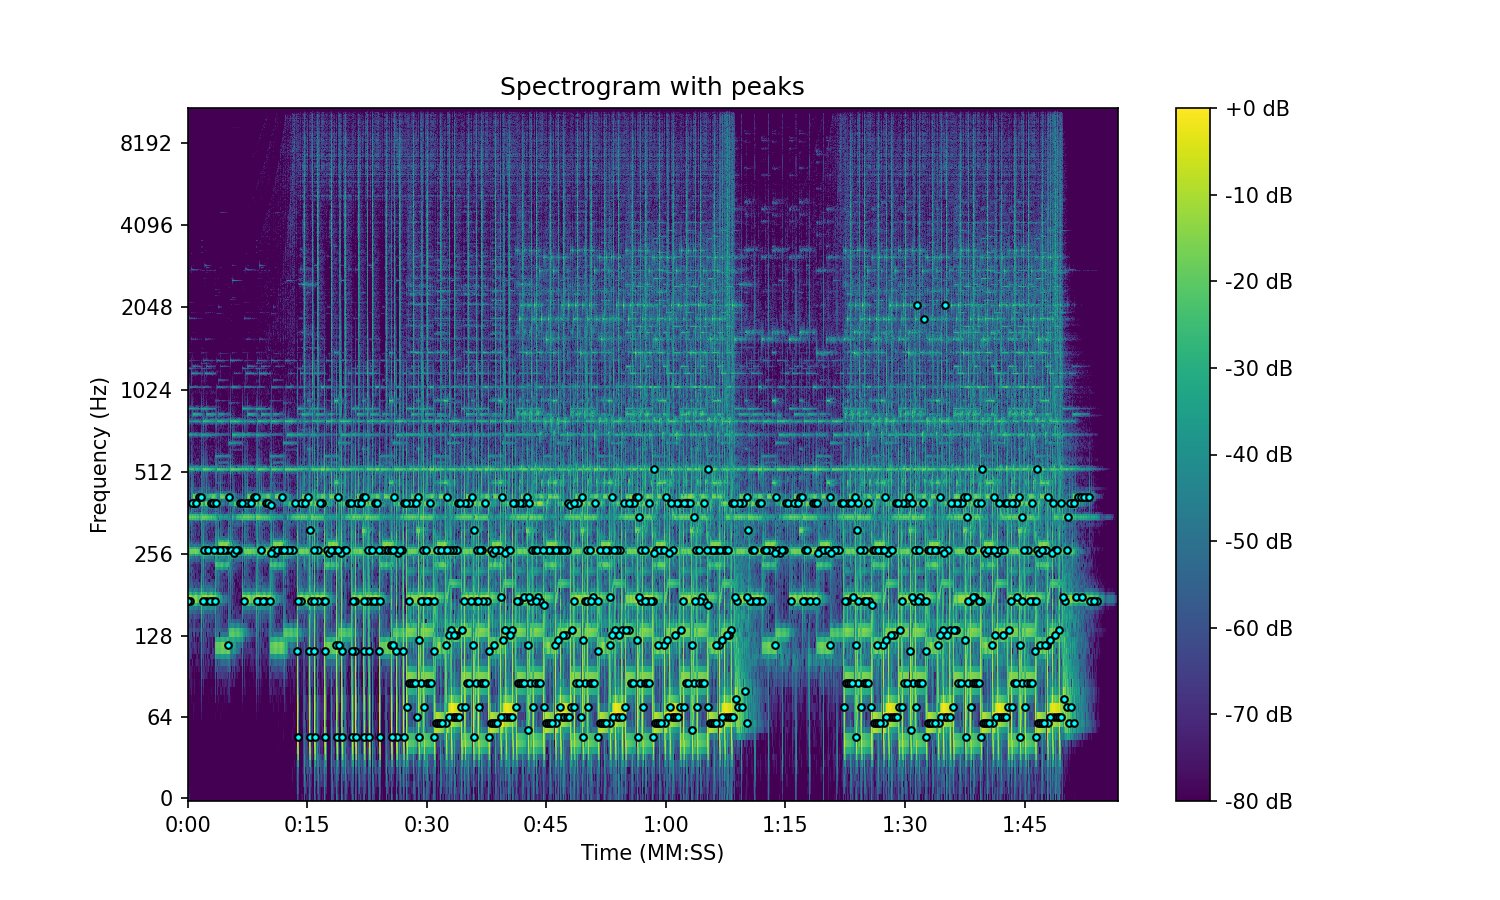 Spectrogram with peaks
Frequency (Hz)
8192
4096
2048
1024
512
256
128
64
0
0:00
0:15
0:30
0:45
1:00
1:15
1:30
1:45
Time (MM:SS)
+0 dB
-10 dB
-20 dB
-30 dB
-40 dB
-50 dB
-60 dB
-70 dB
-80 dB